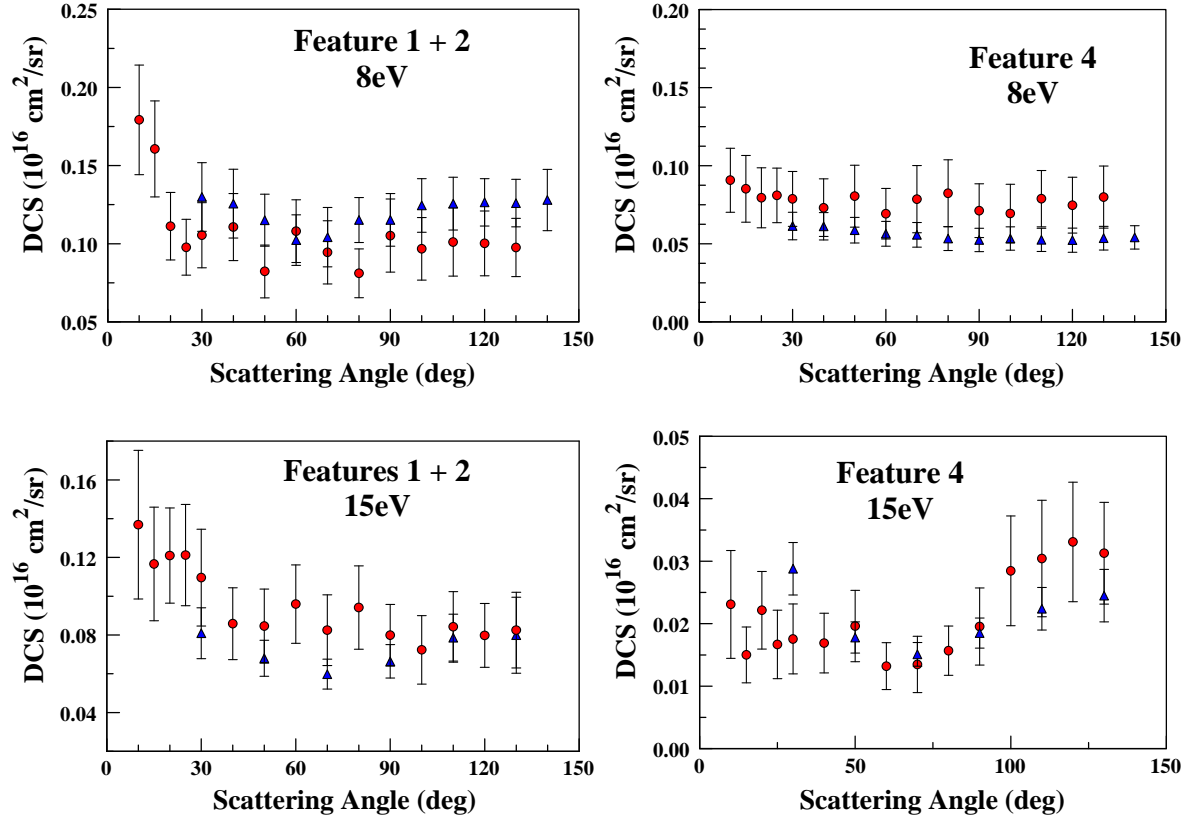 Feature 1 + 2
8eV
DCS (10^16 cm^2/sr)
0.25
0.20
0.15
0.10
0.05
0 30 60 90 120 150
Scattering Angle (deg)
Feature 4
8eV
DCS (10^16 cm^2/sr)
0.20
0.15
0.10
0.05
0.00
0 30 60 90 120 150
Scattering Angle (deg)
Features 1 + 2
15eV
DCS (10^16 cm^2/sr)
0.16
0.12
0.08
0.04
0 30 60 90 120 150
Scattering Angle (deg)
Feature 4
15eV
DCS (10^16 cm^2/sr)
0.05
0.04
0.03
0.02
0.01
0.00
0 50 100 150
Scattering Angle (deg)